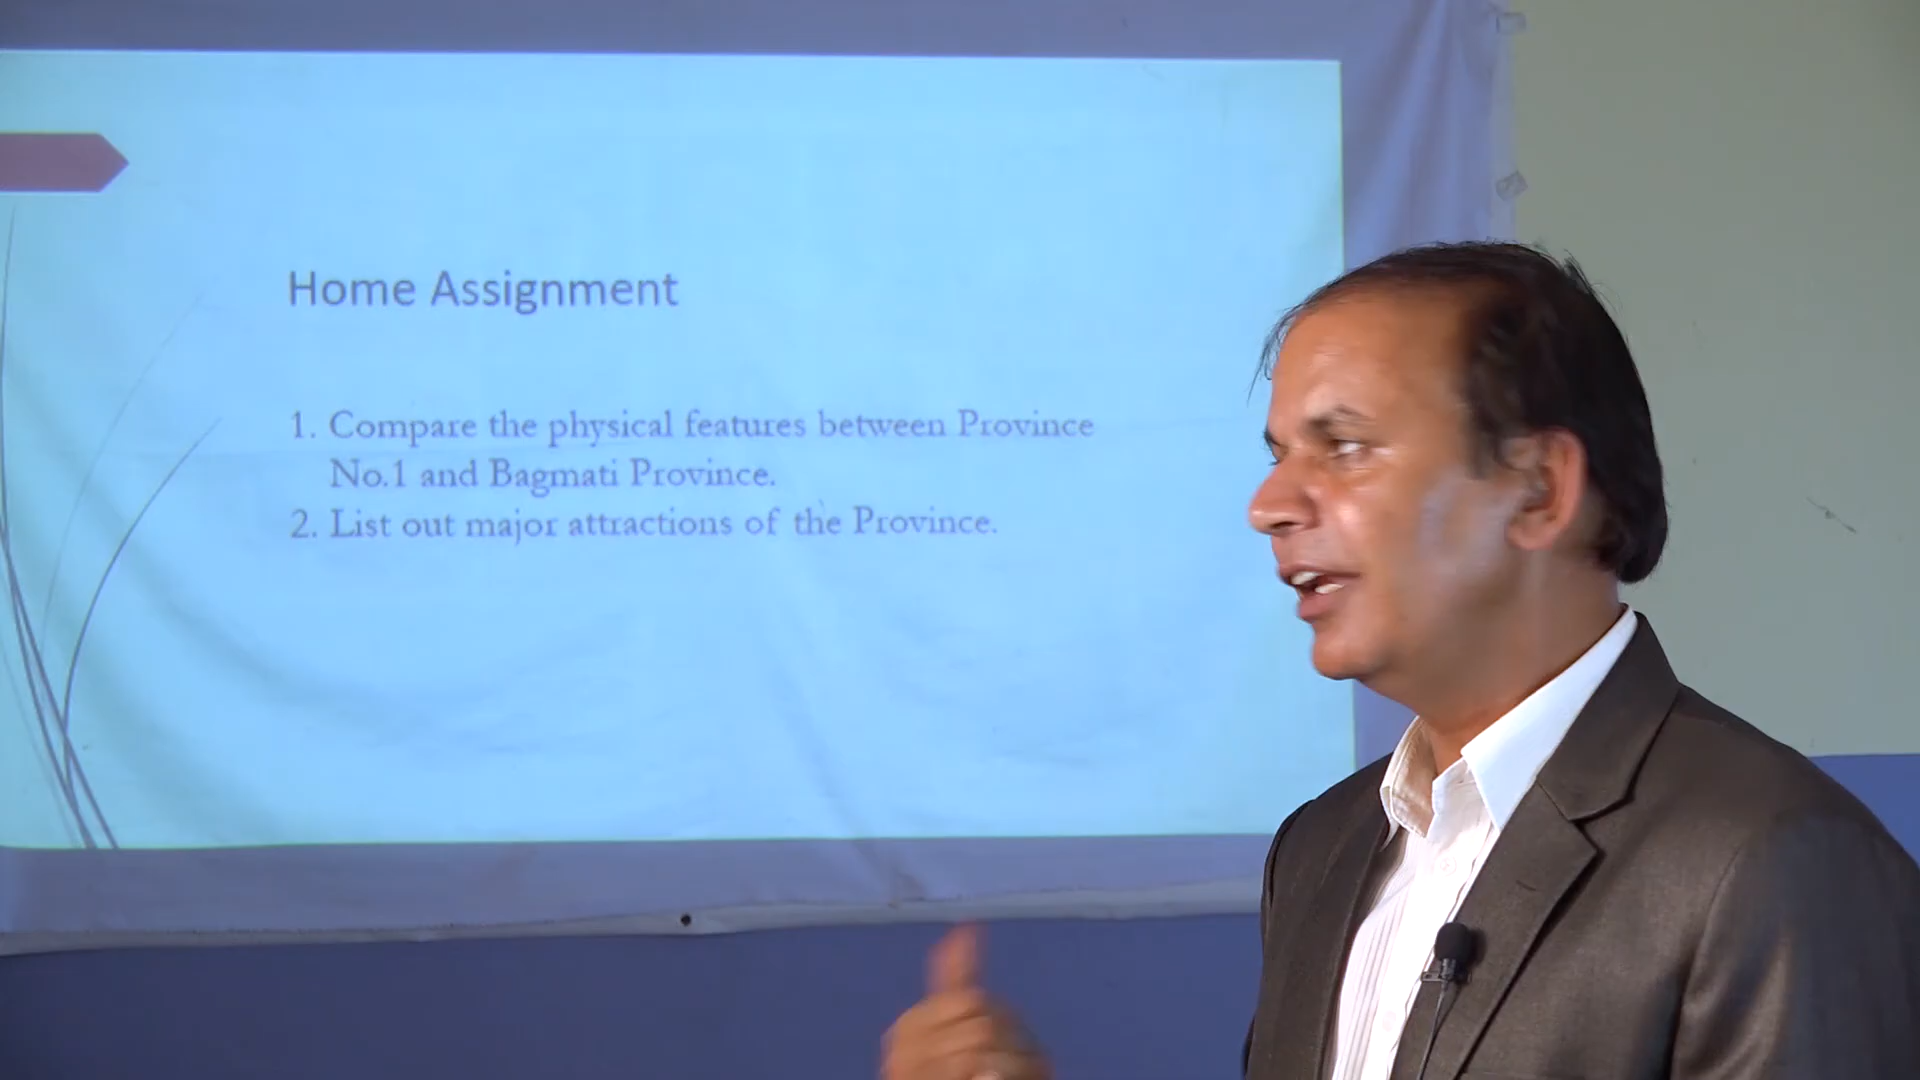 Home Assignment
1. Compare the physical features between Province
No.1 and Bagmati Province.
2. List out major attractions of the Province.